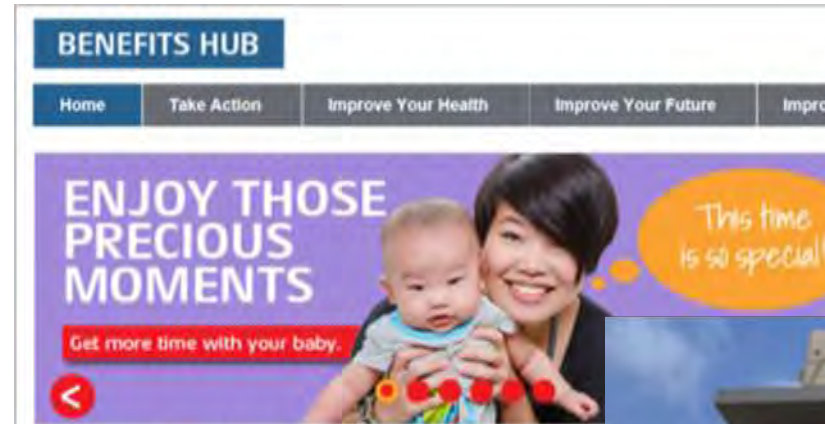 BENEFITS HUB
Home Take Action Improve Your Health Improve Your Future Impro
ENJOY THOSE
PRECIOUS
MOMENTS
This time
is so special!
Get more time with your baby.
<